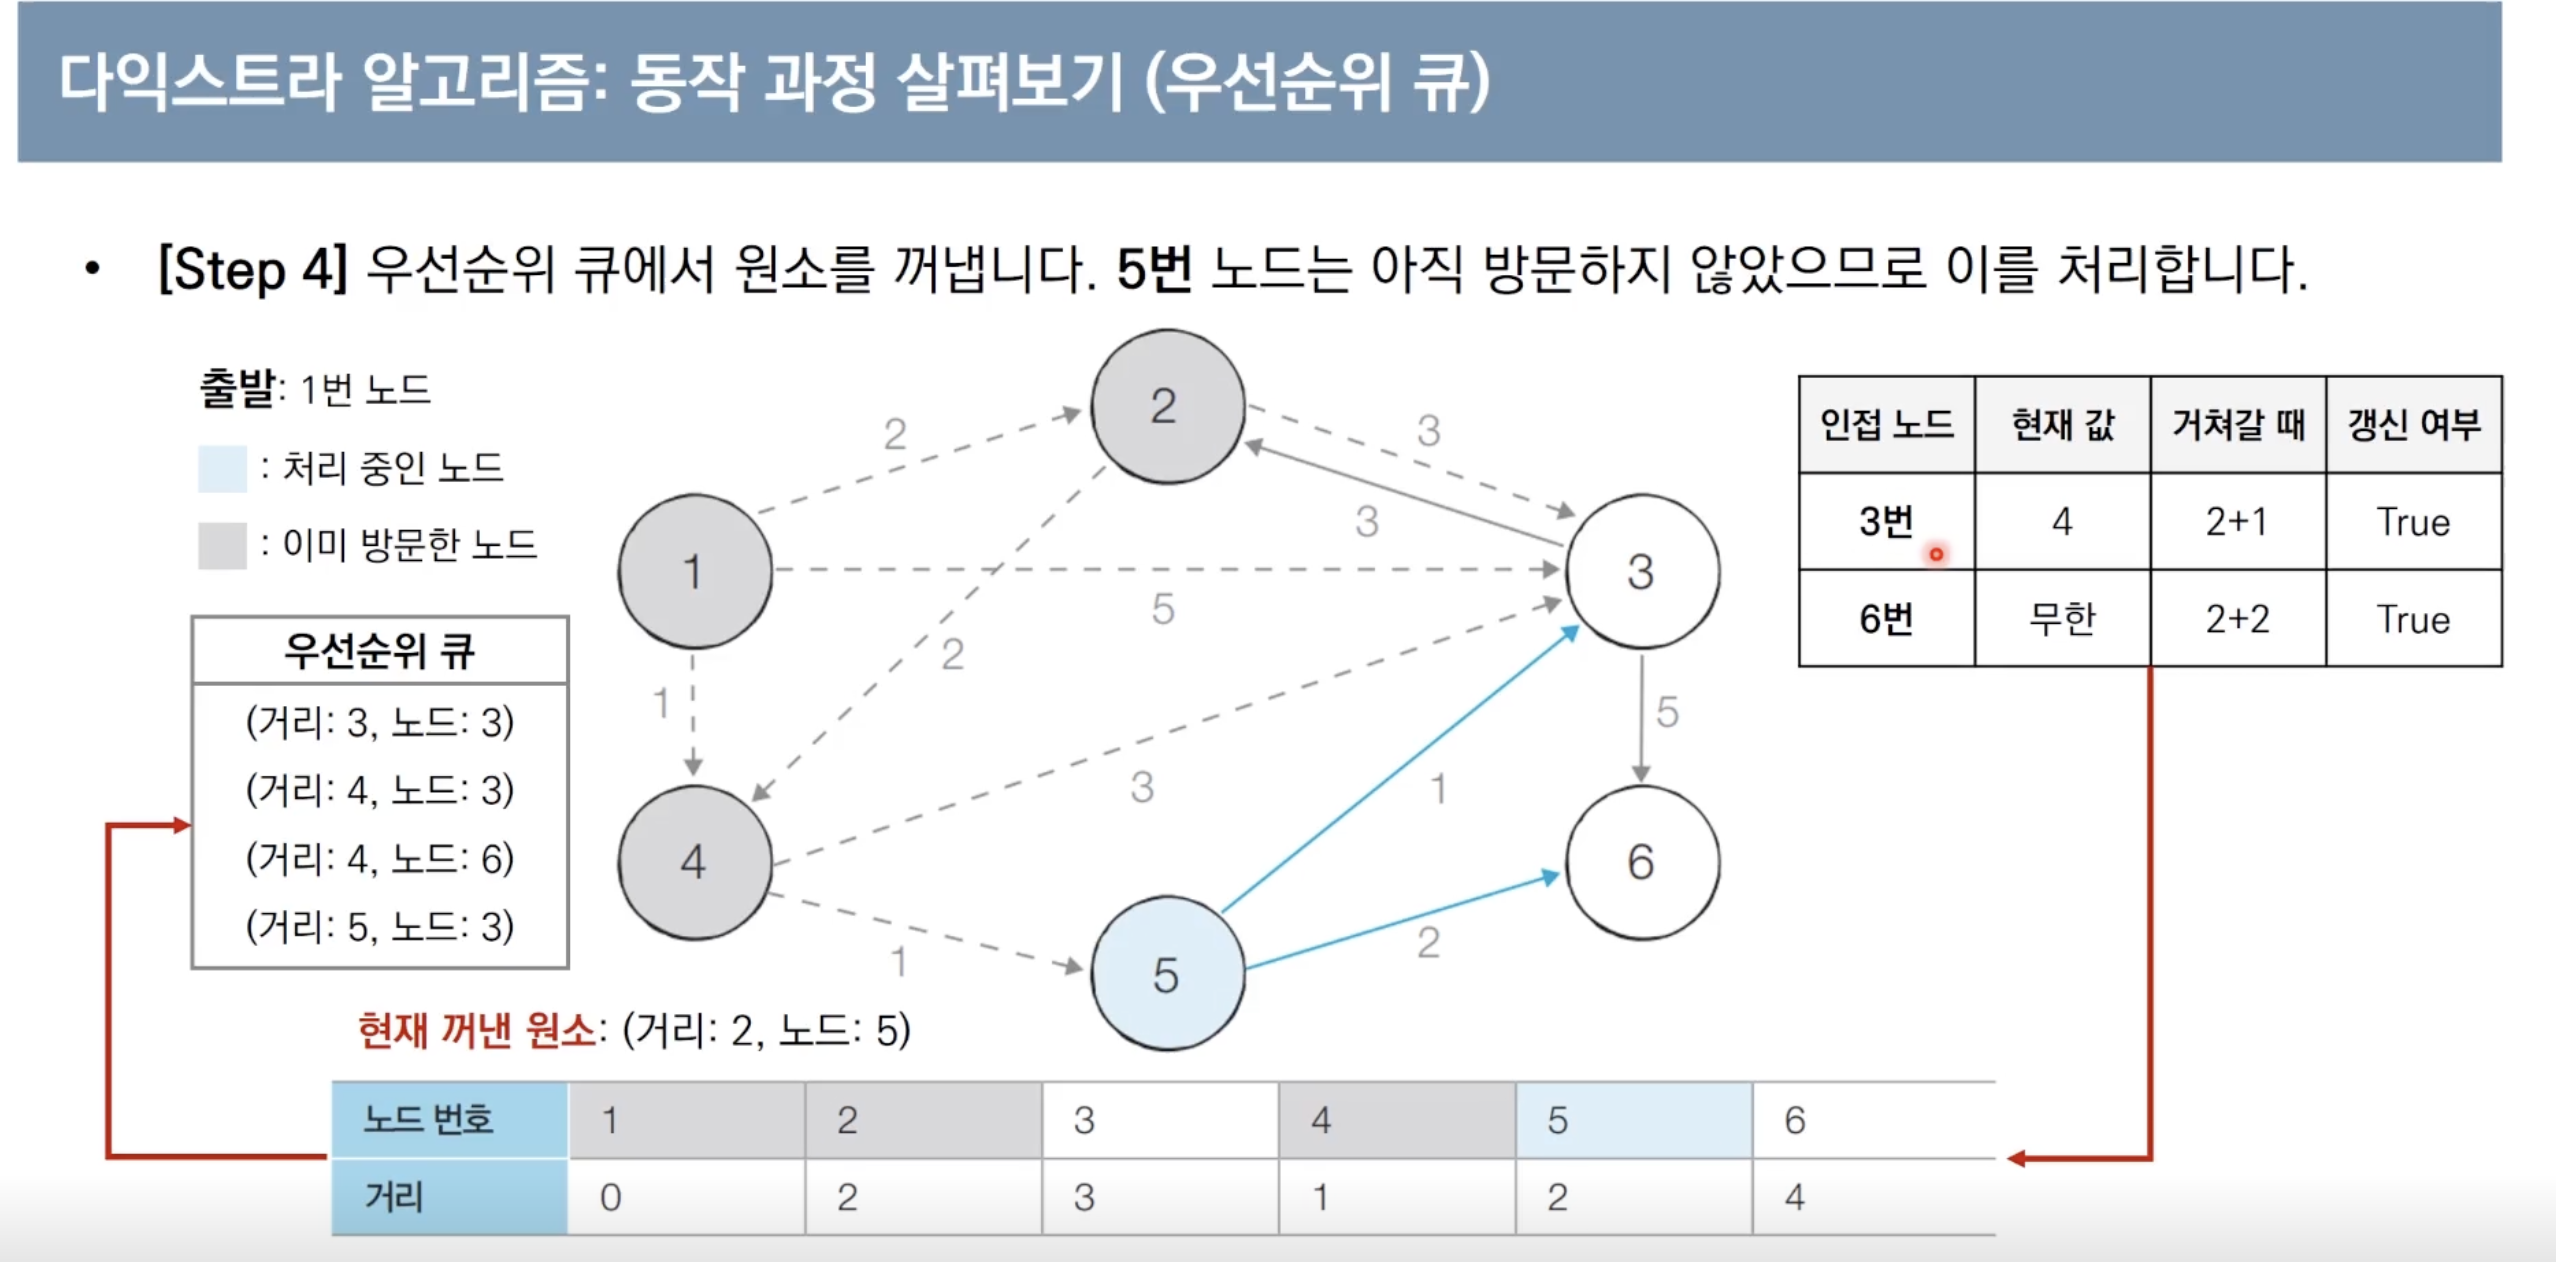 다익스트라 알고리즘: 동작 과정 살펴보기 (우선순위 큐)
• [Step 4] 우선순위 큐에서 원소를 꺼냅니다. 5번 노드는 아직 방문하지 않았으므로 이를 처리합니다.
출발: 1번 노드
: 처리 중인 노드
: 이미 방문한 노드
우선순위 큐
(거리: 3, 노드: 3)
(거리: 4, 노드: 3)
(거리: 4, 노드: 6)
(거리: 5, 노드: 3)
2
2
3
3
1
5
3
2
1
5
3
1
4
6
1
2
5
인접 노드 현재 값 거쳐갈 때 갱신 여부
3번 4 2+1 True
6번 무한 2+2 True
현재 꺼낸 원소: (거리: 2, 노드: 5)
노드 번호 1 2 3 4 5 6
거리 0 2 3 1 2 4